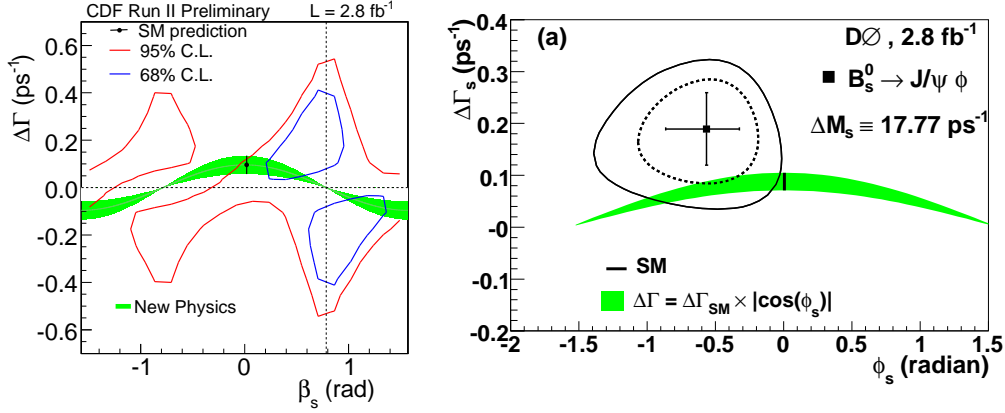 CDF Run II Preliminary L = 2.8 fb⁻¹
SM prediction
95% C.L.
68% C.L.
New Physics
ΔΓ (ps⁻¹)
0.6
0.4
0.2
0.0
-0.2
-0.4
-0.6
-1 0 1
βₛ (rad)
(a)
DØ , 2.8 fb⁻¹
B⁰ₛ → J/ψ ϕ
ΔMₛ ≡ 17.77 ps⁻¹
SM
ΔΓ = ΔΓ_SM × |cos(ϕₛ)|
ΔΓₛ (ps⁻¹)
0.4
0.3
0.2
0.1
-0
-0.1
-0.2
-2 -1.5 -1 -0.5 0 0.5 1 1.5
ϕₛ (radian)